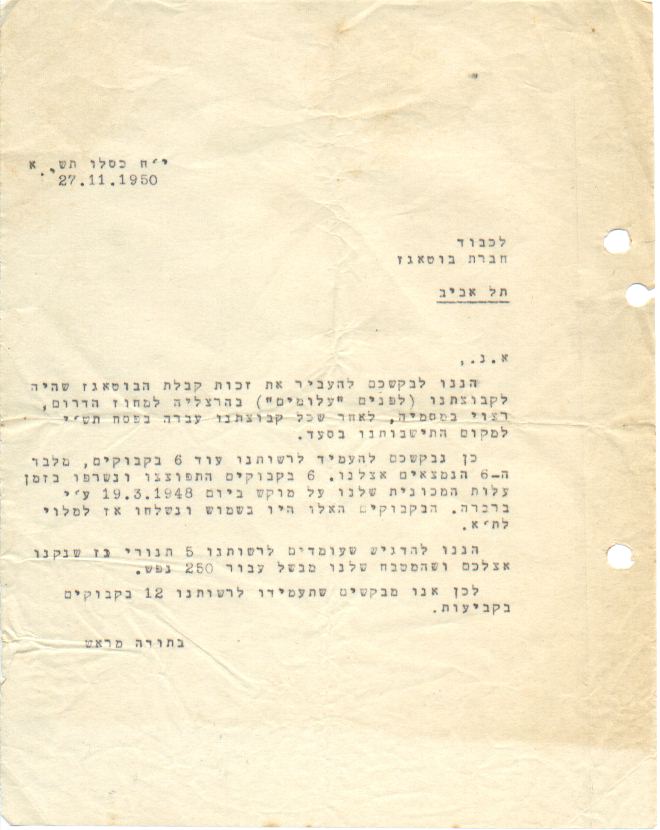 י״ח כסלו תשי״א
27.11.1950
לכבוד
חברת בוטאגז
תל אביב
א.נ.,
הננו לבקשכם להעביר את זכות קבלת הבוטאגז שהיה
לקבוצתנו (לפנים "עלומים") בהרצליה למחוז הדרום,
רצוי במסמיה, לאחר שכל קבוצתנו עברה בפסח תש״י
למקום התישבותנו בסעד.
כן נבקשכם להעמיד לרשותנו עוד 6 בקבוקים, מלבד
ה-6 הנמצאים אצלנו. 6 בקבוקים התפוצצו ונשרפו בזמן
עלות המכונית שלנו על מוקש ביום 19.3.1948 ע״י
ברברה. הבקבוקים האלו היו בשמוש ונשלחו אז למלוי
לת״א.
הננו להדגיש שעומדים לרשותנו 5 תנורי גז שנקנו
אצלכם ושהמטבח שלנו מבשל עבור 250 נפש.
לכן אנו מבקשים שתעמידו לרשותנו 12 בקבוקים
בקביעות.
בתודה מראש